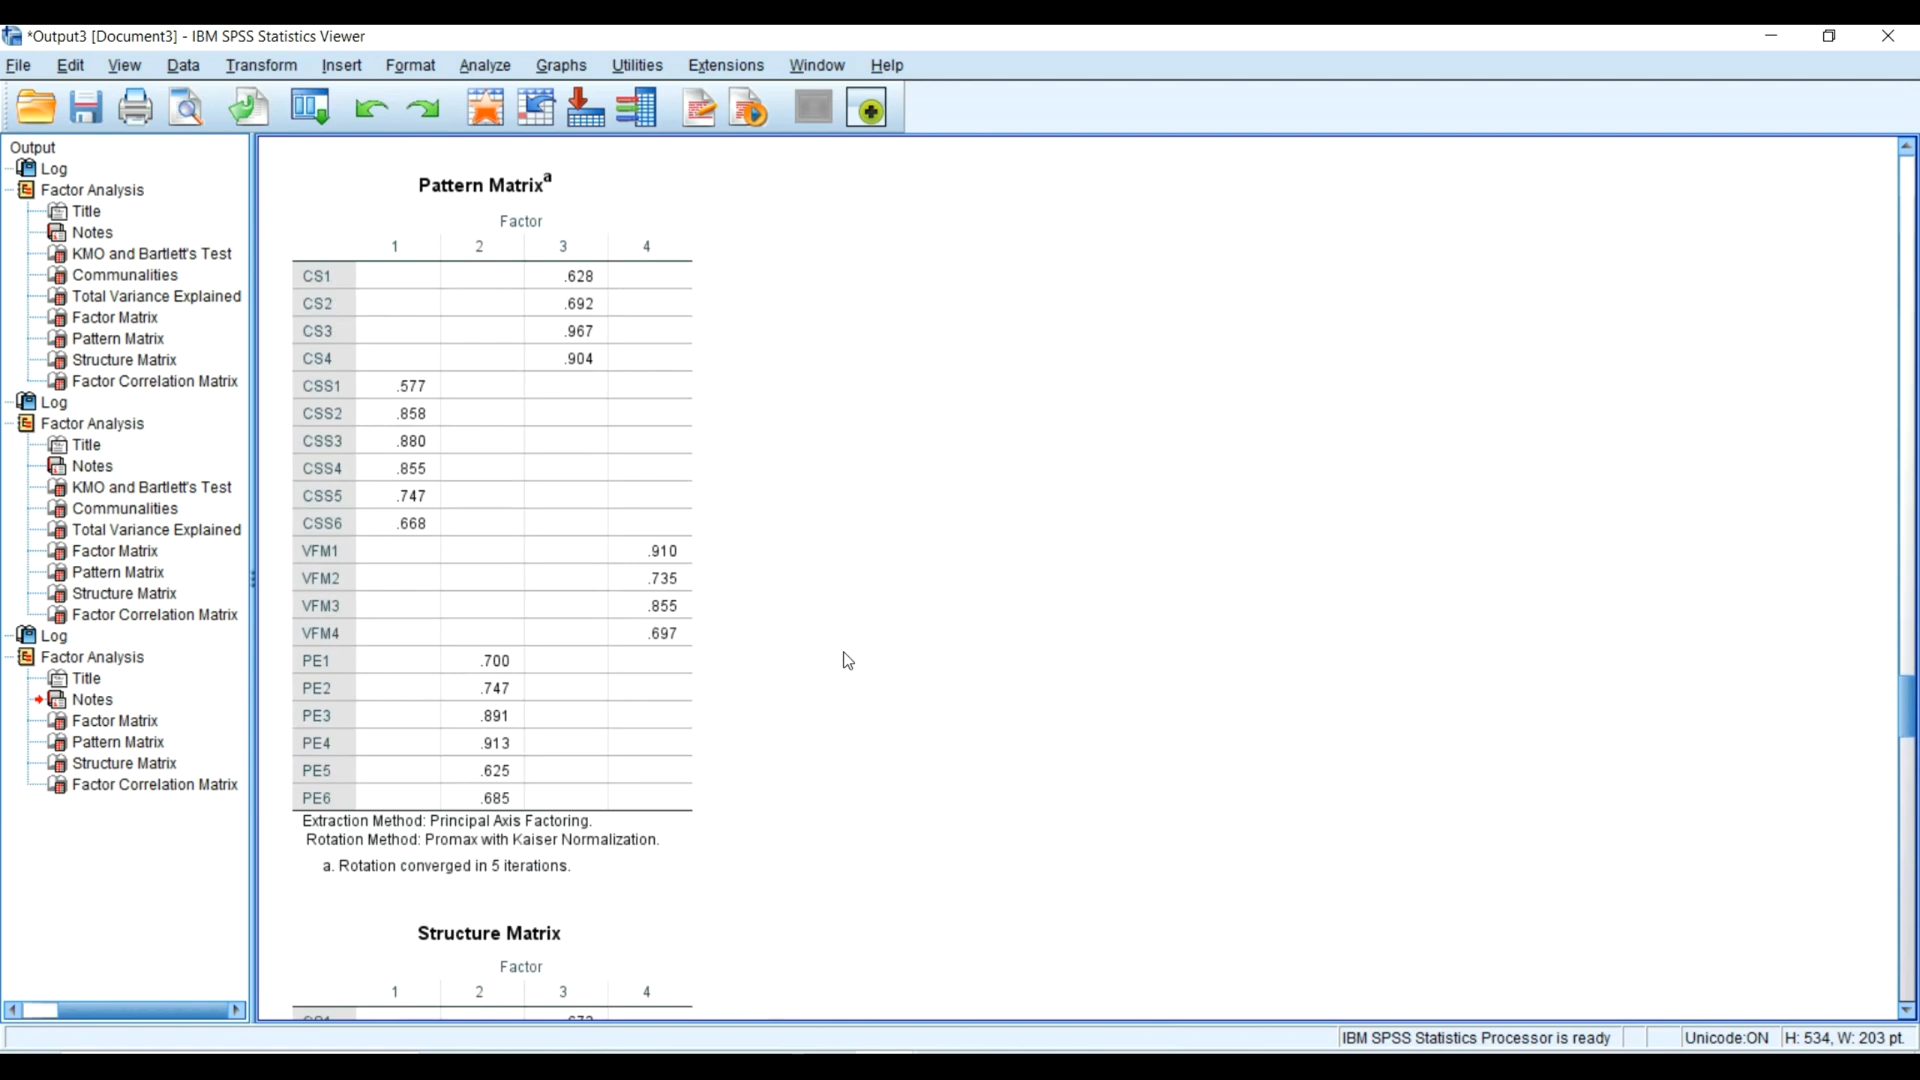 *Output3 [Document3] - IBM SPSS Statistics Viewer
File Edit View Data Transform Insert Format Analyze Graphs Utilities Extensions Window Help
Output
Log
Factor Analysis
Title
Notes
KMO and Bartlett's Test
Communalities
Total Variance Explained
Factor Matrix
Pattern Matrix
Structure Matrix
Factor Correlation Matrix
Log
Factor Analysis
Title
Notes
KMO and Bartlett's Test
Communalities
Total Variance Explained
Factor Matrix
Pattern Matrix
Structure Matrix
Factor Correlation Matrix
Log
Factor Analysis
Title
Notes
Factor Matrix
Pattern Matrix
Structure Matrix
Factor Correlation Matrix
Pattern Matrixa
Factor
1 2 3 4
CS1 .628
CS2 .692
CS3 .967
CS4 .904
CSS1 .577
CSS2 .858
CSS3 .880
CSS4 .855
CSS5 .747
CSS6 .668
VFM1 .910
VFM2 .735
VFM3 .855
VFM4 .697
PE1 .700
PE2 .747
PE3 .891
PE4 .913
PE5 .625
PE6 .685
Extraction Method: Principal Axis Factoring.
Rotation Method: Promax with Kaiser Normalization.
a. Rotation converged in 5 iterations.
Structure Matrix
Factor
1 2 3 4
IBM SPSS Statistics Processor is ready Unicode:ON H: 534, W: 203 pt.